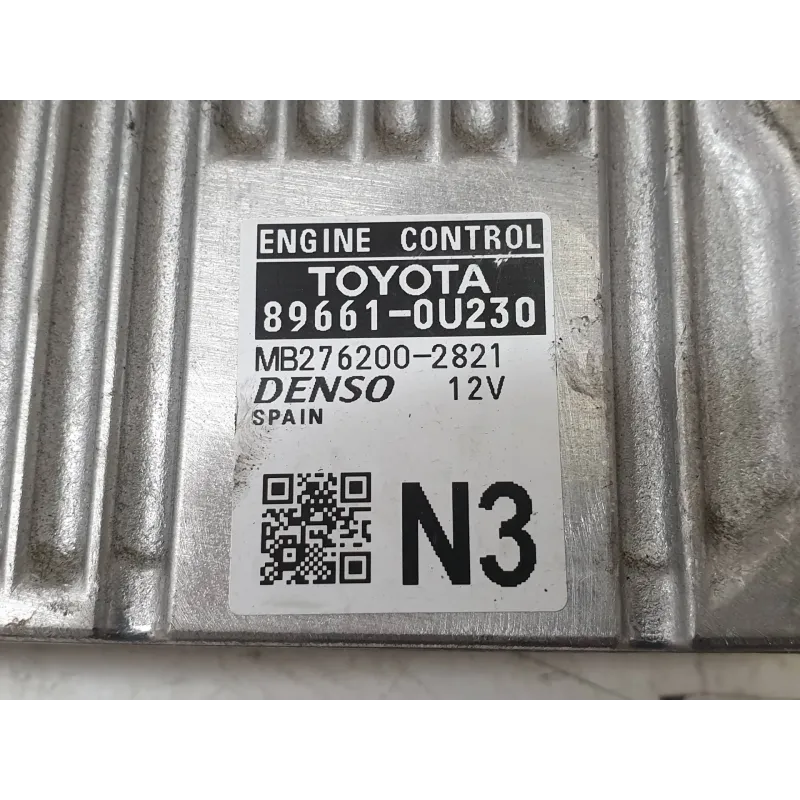 ENGINE CONTROL
TOYOTA
89661-0U230
MB276200-2821
DENSO 12V
SPAIN
N3